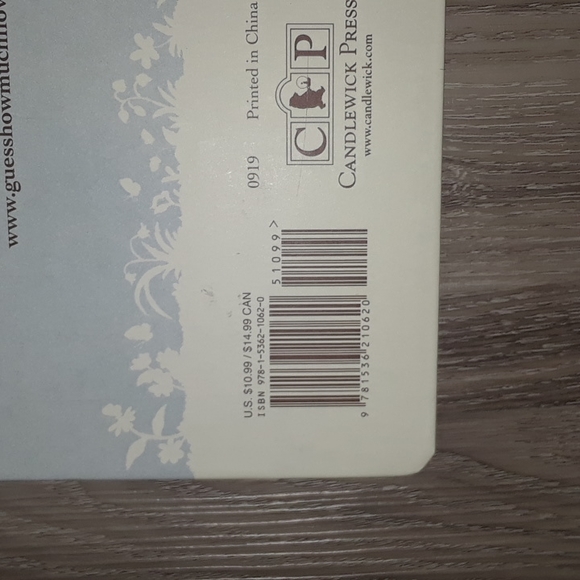 www.guesshowmuchilov
0919 Printed in China
C P
CANDLEWICK PRESS
www.candlewick.com
51099>
U.S. $10.99 / $14.99 CAN
ISBN 978-1-5362-1062-0
9 781536 210620